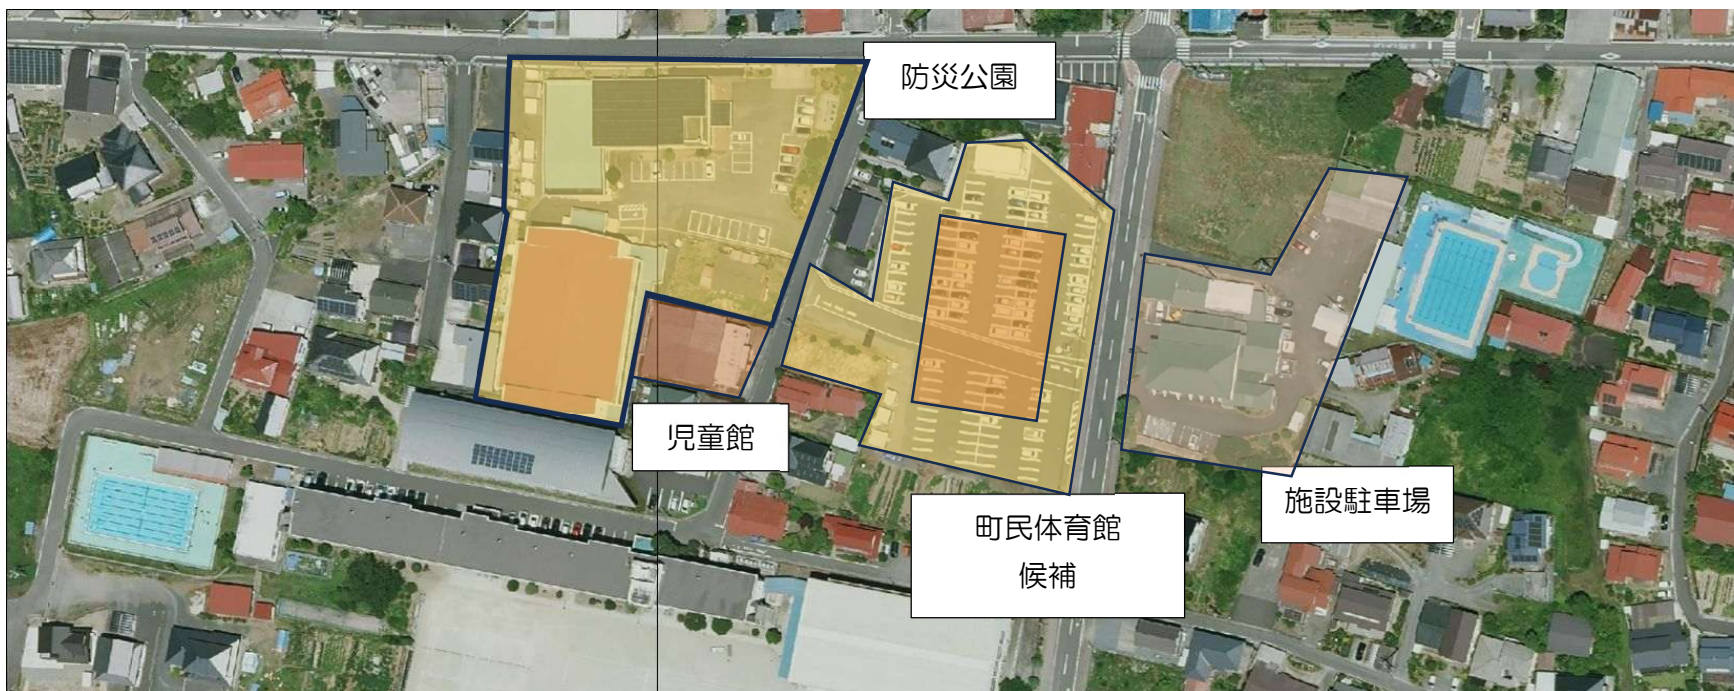 防災公園
児童館
町民体育館
候補
施設駐車場